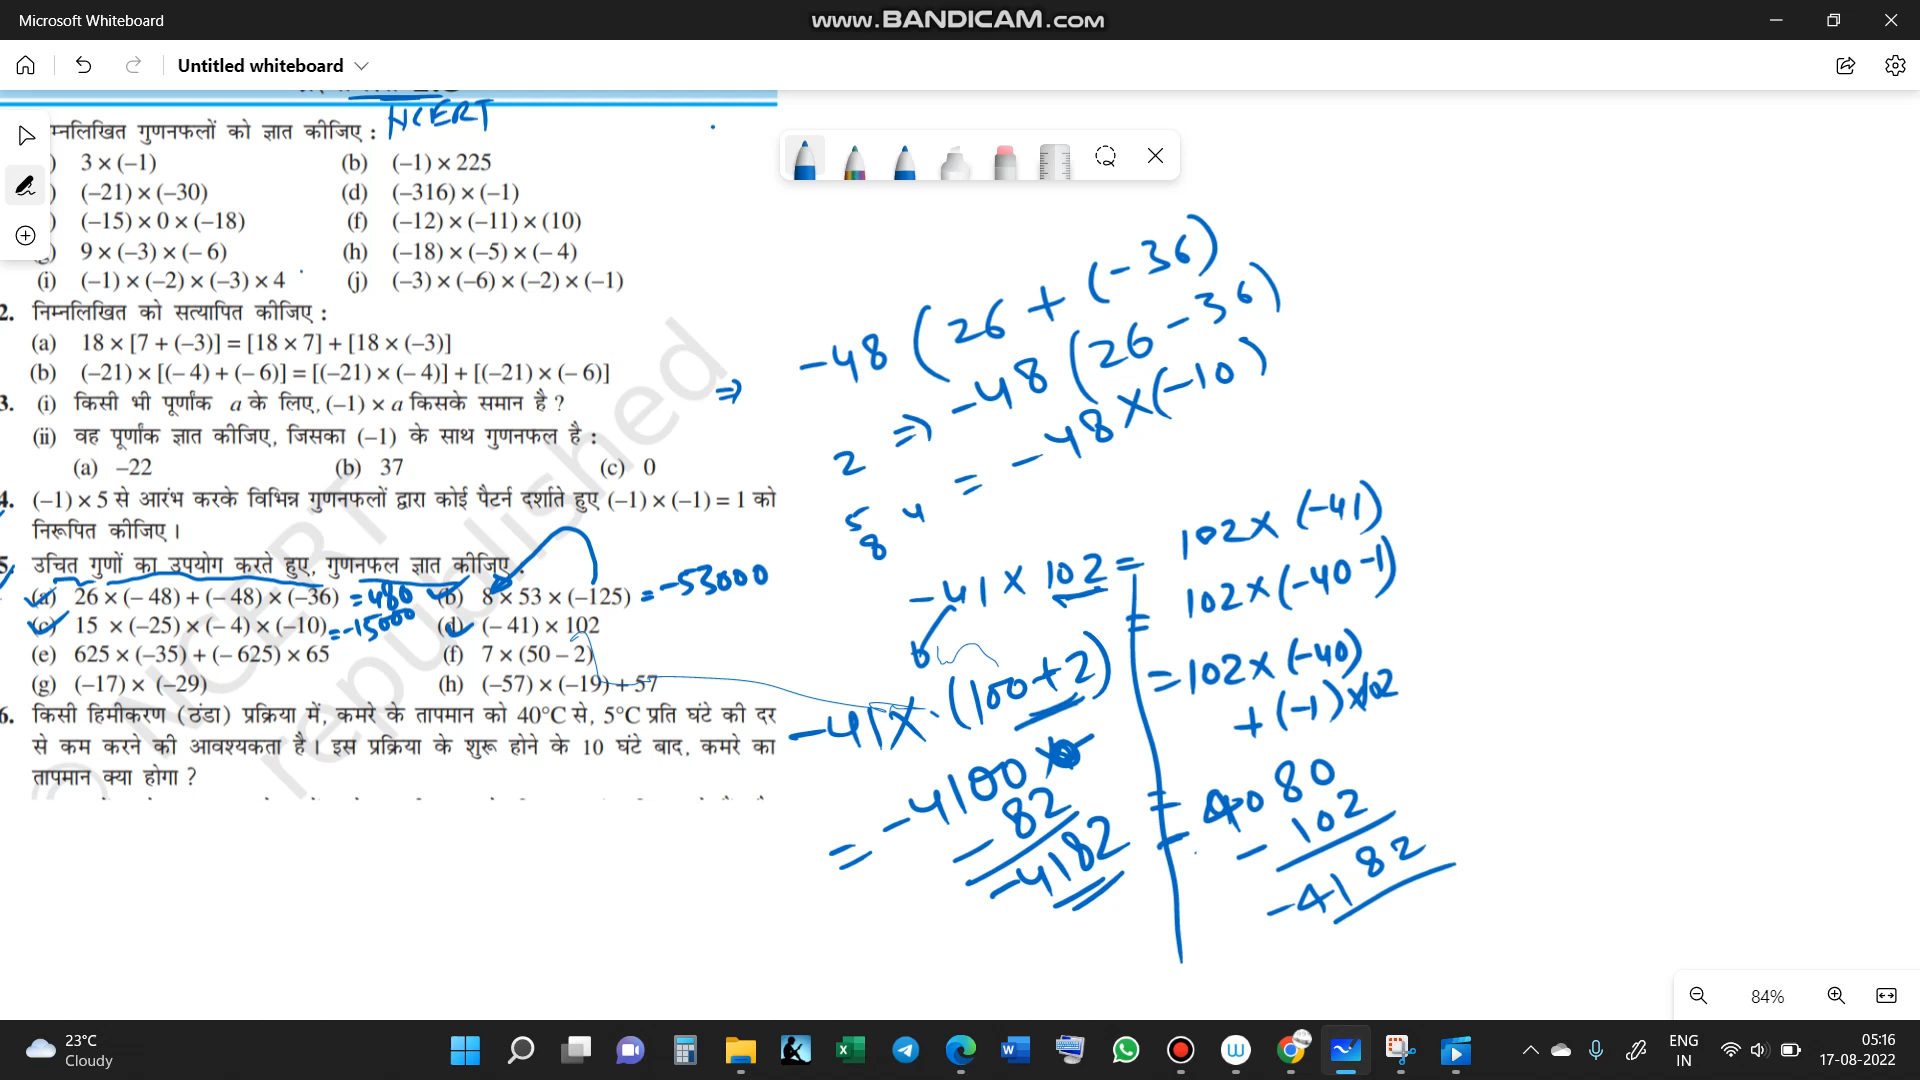 Microsoft Whiteboard
www.BANDICAM.com
Untitled whiteboard
NCERT
म्नलिखित गुणनफलों को ज्ञात कीजिए :
3 × (–1) (b) (–1) × 225
(–21) × (–30) (d) (–316) × (–1)
(–15) × 0 × (–18) (f) (–12) × (–11) × (10)
9 × (–3) × (– 6) (h) (–18) × (–5) × (– 4)
(i) (–1) × (–2) × (–3) × 4 (j) (–3) × (–6) × (–2) × (–1)
2. निम्नलिखित को सत्यापित कीजिए :
(a) 18 × [7 + (–3)] = [18 × 7] + [18 × (–3)]
(b) (–21) × [(– 4) + (– 6)] = [(–21) × (– 4)] + [(–21) × (– 6)]
3. (i) किसी भी पूर्णांक a के लिए, (–1) × a किसके समान है ?
(ii) वह पूर्णांक ज्ञात कीजिए, जिसका (–1) के साथ गुणनफल है :
(a) –22 (b) 37 (c) 0
4. (–1) × 5 से आरंभ करके विभिन्न गुणनफलों द्वारा कोई पैटर्न दर्शाते हुए (–1) × (–1) = 1 को
निरूपित कीजिए।
5. उचित गुणों का उपयोग करते हुए, गुणनफल ज्ञात कीजिए :
(a) 26 × (– 48) + (– 48) × (–36) = 480 (b) 8 × 53 × (–125) = -53000
(c) 15 × (–25) × (– 4) × (–10) = -15000 (d) (– 41) × 102
(e) 625 × (–35) + (– 625) × 65 (f) 7 × (50 – 2)
(g) (–17) × (–29) (h) (–57) × (–19) + 57
6. किसी हिमीकरण (ठंडा) प्रक्रिया में, कमरे के तापमान को 40°C से, 5°C प्रति घंटे की दर
से कम करने की आवश्यकता है। इस प्रक्रिया के शुरू होने के 10 घंटे बाद, कमरे का
तापमान क्या होगा ?
NCERT
republished
⇒ -48 (26 + (-36)
2 ⇒ -48 (26 - 36)
= -48 × (-10)
5 4
8
-41 × 102 =
-41 × (100 + 2)
-4100
- 82
= -4182
102 × (-41)
= 102 × (-40 - 1)
= 102 × (-40)
+ (-1) × 102
= - 4080
- 102
-4182
84%
23°C
Cloudy
ENG
IN
05:16
17-08-2022